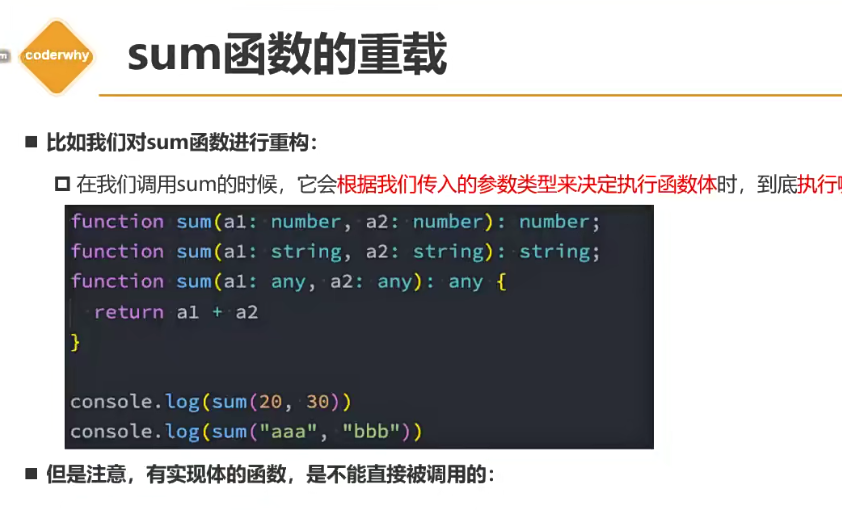 coderwhy
sum函数的重载
比如我们对sum函数进行重构：
在我们调用sum的时候，它会根据我们传入的参数类型来决定执行函数体时，到底执行
function sum(a1: number, a2: number): number;
function sum(a1: string, a2: string): string;
function sum(a1: any, a2: any): any {
return a1 + a2
}
console.log(sum(20, 30))
console.log(sum("aaa", "bbb"))
但是注意，有实现体的函数，是不能直接被调用的：